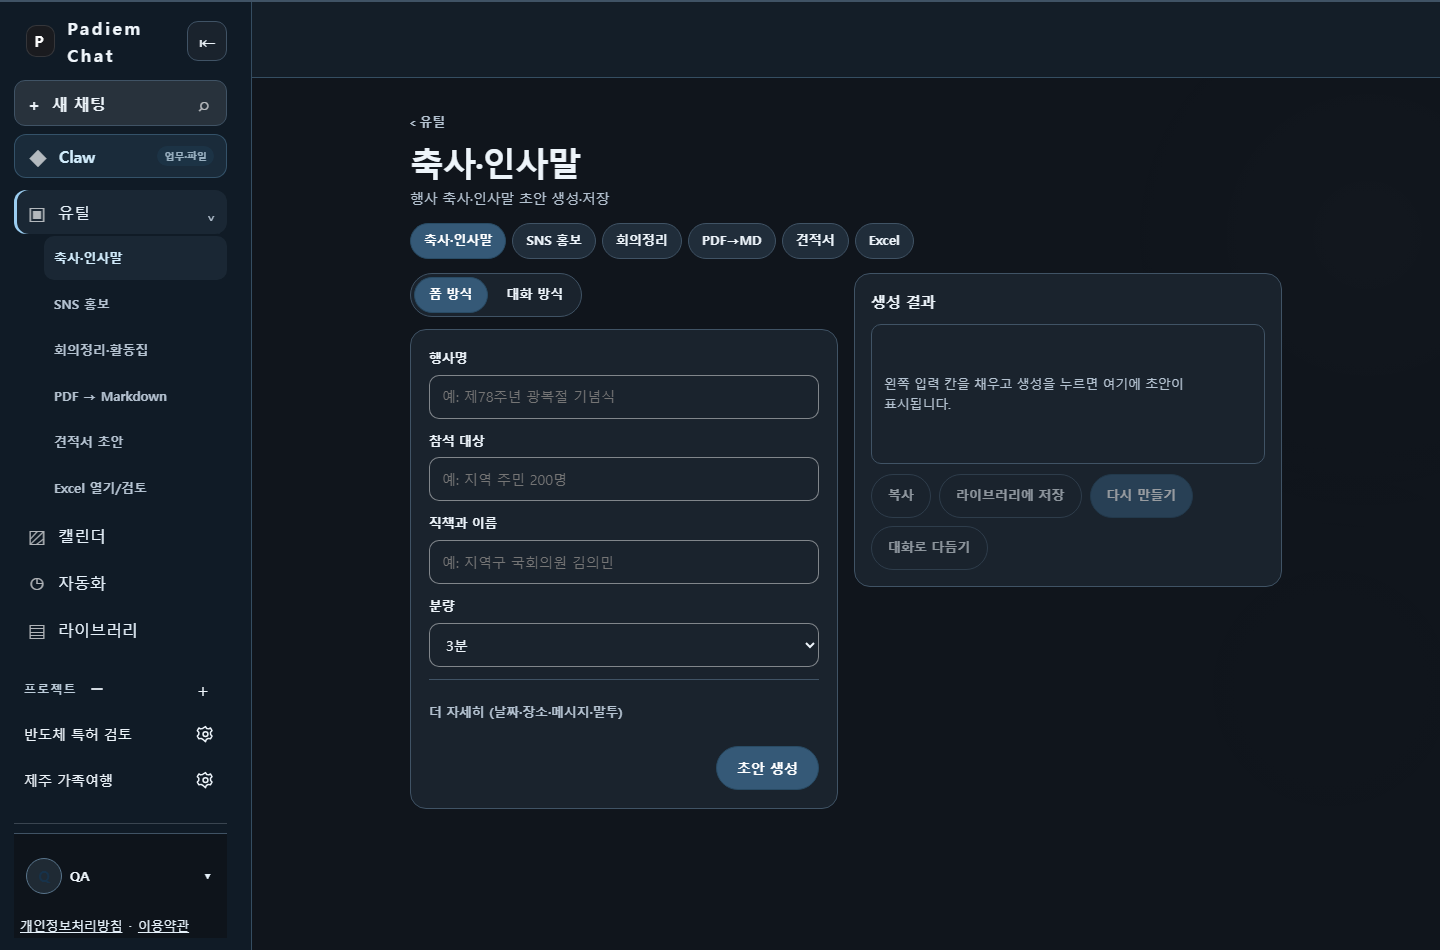 P
Padiem
Chat
+ 새 채팅
Claw 업무·파일
유틸
축사·인사말
SNS 홍보
회의정리·활동집
PDF → Markdown
견적서 초안
Excel 열기/검토
캘린더
자동화
라이브러리
프로젝트 — +
반도체 특허 검토
제주 가족여행
QA
개인정보처리방침 · 이용약관
< 유틸
축사·인사말
행사 축사·인사말 초안 생성·저장
축사·인사말 SNS 홍보 회의정리 PDF→MD 견적서 Excel
폼 방식 대화 방식
행사명
예: 제78주년 광복절 기념식
참석 대상
예: 지역 주민 200명
직책과 이름
예: 지역구 국회의원 김의민
분량
3분
더 자세히 (날짜·장소·메시지·말투)
초안 생성
생성 결과
왼쪽 입력 칸을 채우고 생성을 누르면 여기에 초안이
표시됩니다.
복사 라이브러리에 저장 다시 만들기
대화로 다듬기